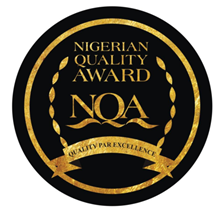 NIGERIAN
QUALITY
AWARD
NQA
QUALITY PAR EXCELLENCE